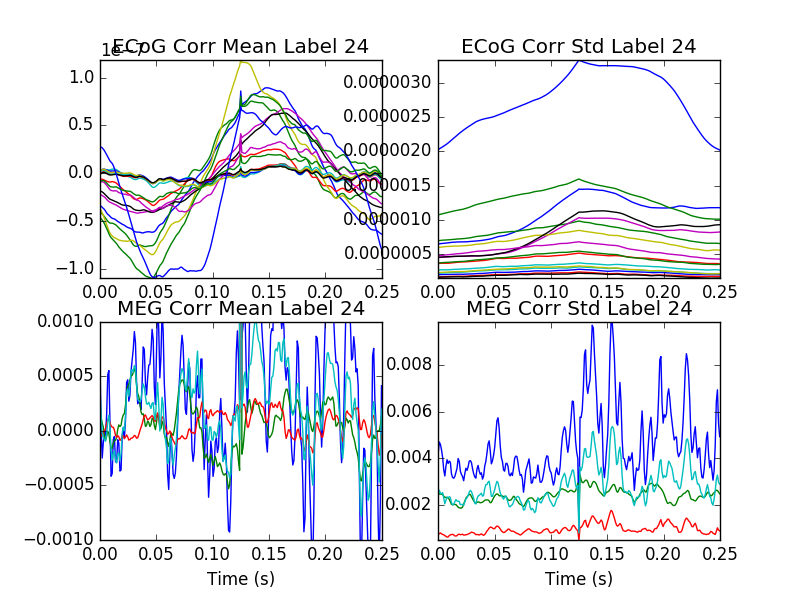 1e−7
ECoG Corr Mean Label 24
ECoG Corr Std Label 24
1.0
0.5
0.0
−0.5
−1.0
0.00 0.05 0.10 0.15 0.20 0.25
0.0000030
0.0000025
0.0000020
0.0000015
0.0000010
0.0000005
0.00 0.05 0.10 0.15 0.20 0.25
MEG Corr Mean Label 24
MEG Corr Std Label 24
0.0010
0.0005
0.0000
−0.0005
−0.0010
0.00 0.05 0.10 0.15 0.20 0.25
Time (s)
0.008
0.006
0.004
0.002
0.00 0.05 0.10 0.15 0.20 0.25
Time (s)